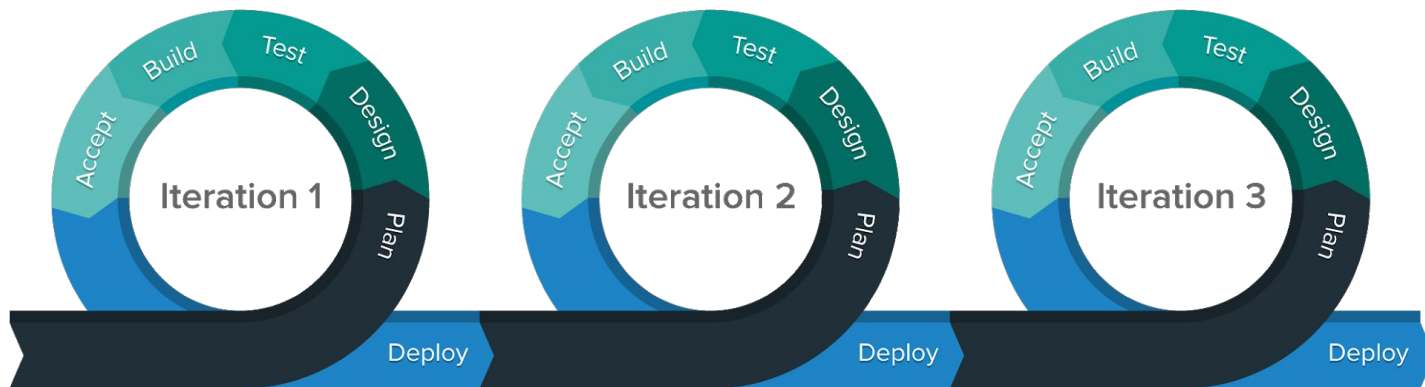 Accept
Build
Test
Design
Iteration 1
Plan
Deploy
Accept
Build
Test
Design
Iteration 2
Plan
Deploy
Accept
Build
Test
Design
Iteration 3
Plan
Deploy